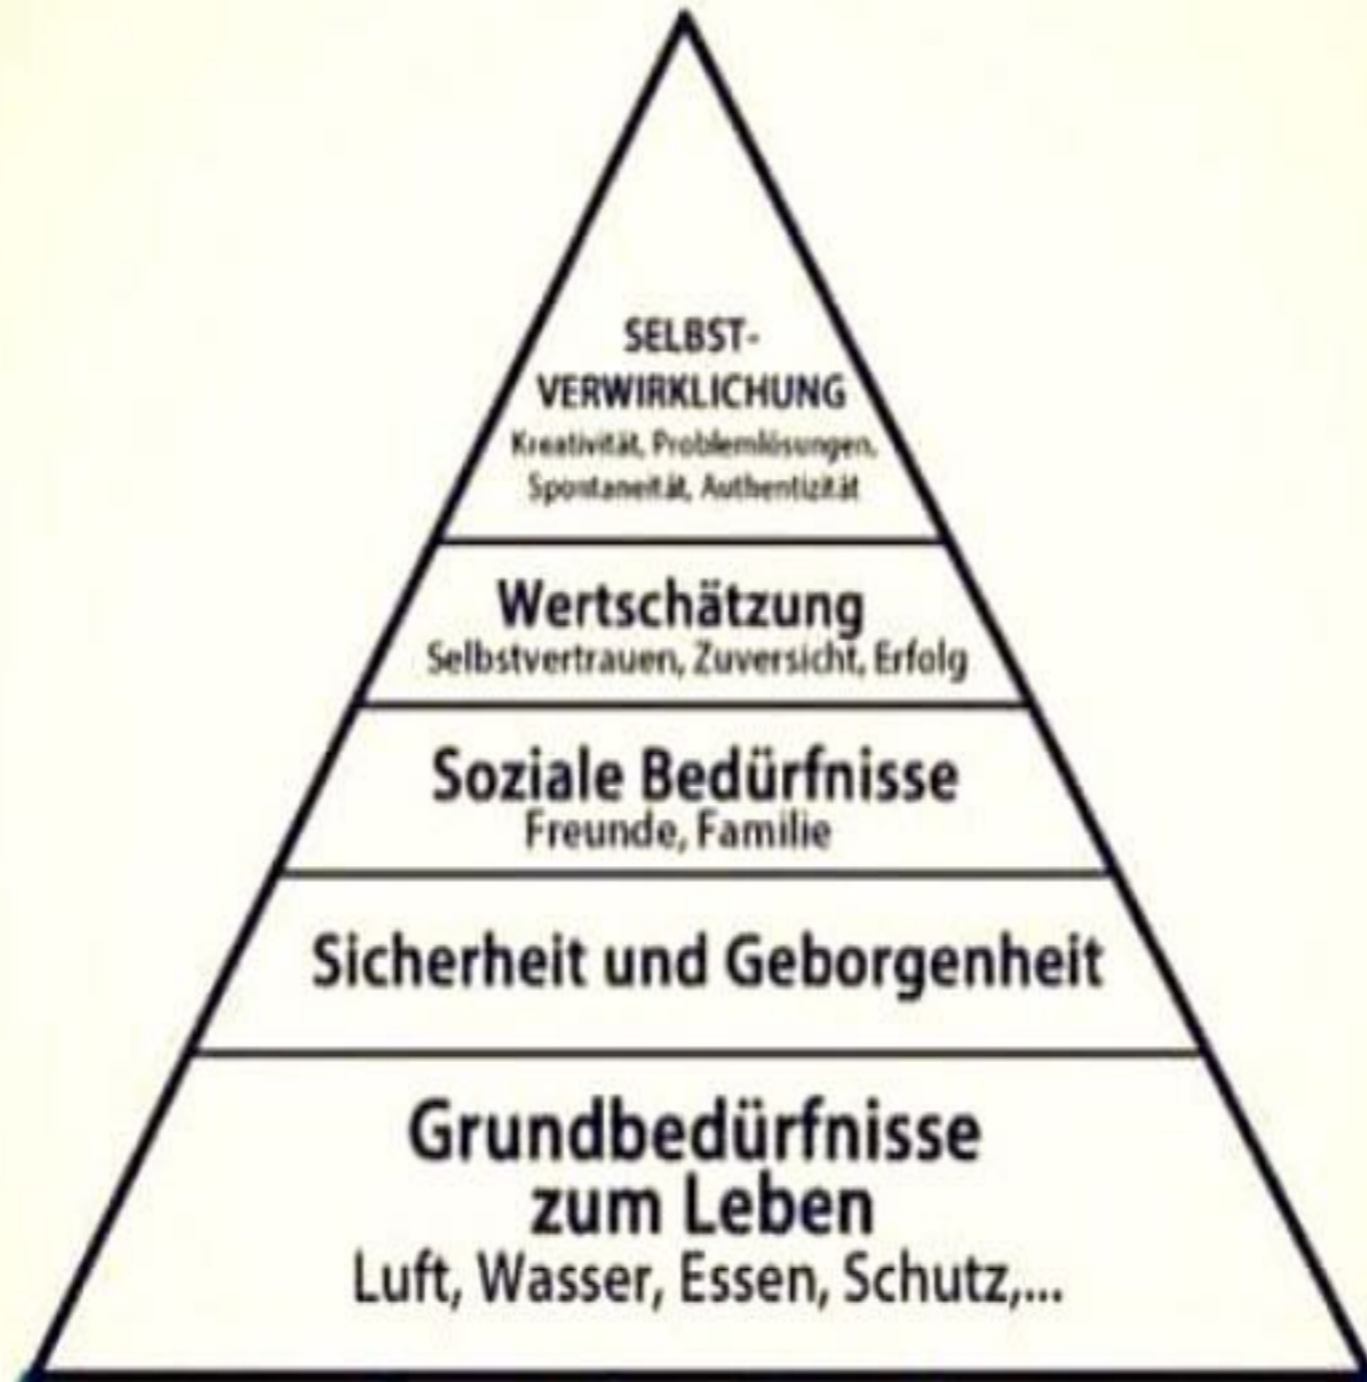 SELBST-
VERWIRKLICHUNG
Kreativität, Problemlösungen,
Spontaneität, Authentizität
Wertschätzung
Selbstvertrauen, Zuversicht, Erfolg
Soziale Bedürfnisse
Freunde, Familie
Sicherheit und Geborgenheit
Grundbedürfnisse
zum Leben
Luft, Wasser, Essen, Schutz,...